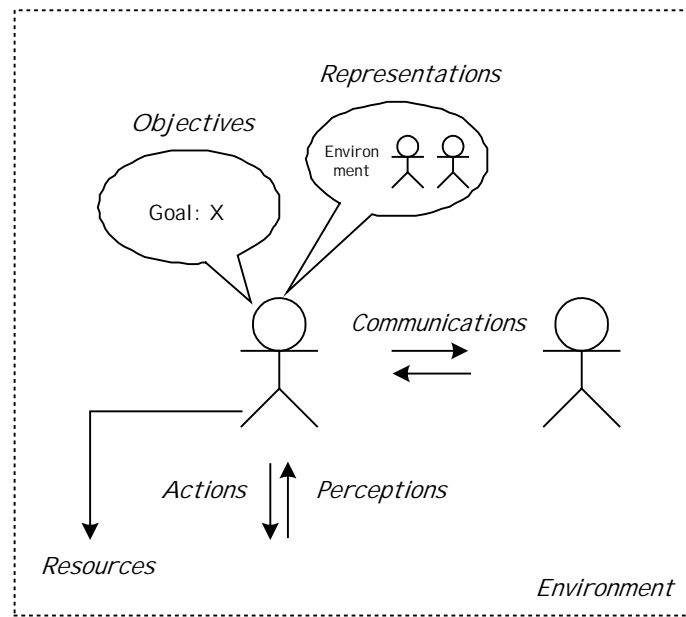 Representations
Objectives
Environ
ment
Goal: X
Communications
Actions
Perceptions
Resources
Environment